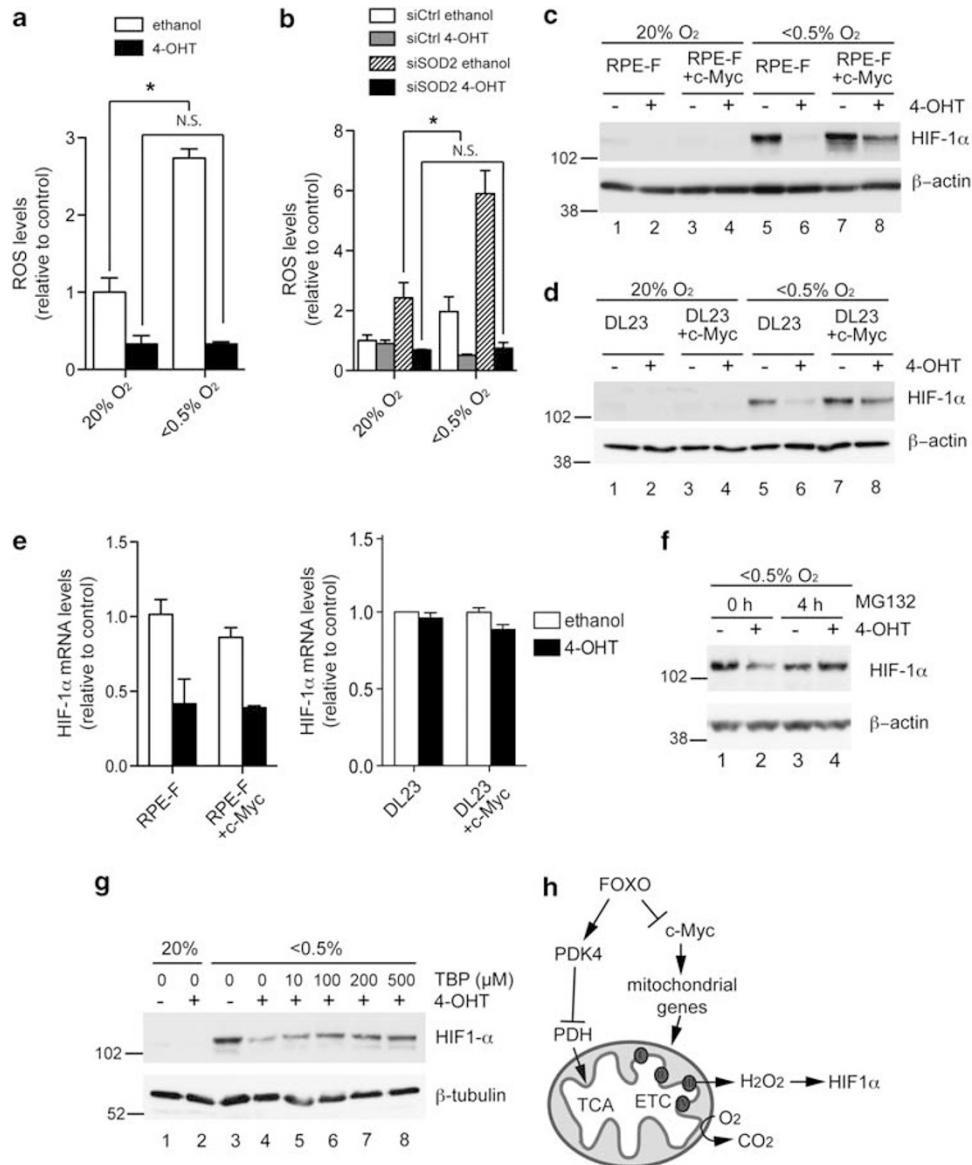 a
ethanol
4-OHT
*
N.S.
ROS levels
(relative to control)
3
2
1
0
20% O2
<0.5% O2
b
siCtrl ethanol
siCtrl 4-OHT
siSOD2 ethanol
siSOD2 4-OHT
*
N.S.
ROS levels
(relative to control)
8
6
4
2
0
20% O2
<0.5% O2
c
20% O2 <0.5% O2
RPE-F RPE-F +c-Myc RPE-F RPE-F +c-Myc
- + - + - + - + 4-OHT
HIF-1α
102
β-actin
38
1 2 3 4 5 6 7 8
d
20% O2 <0.5% O2
DL23 DL23 +c-Myc DL23 DL23 +c-Myc
- + - + - + - + 4-OHT
HIF-1α
102
β-actin
38
1 2 3 4 5 6 7 8
e
HIF-1α mRNA levels
(relative to control)
1.5
1.0
0.5
0.0
RPE-F
RPE-F
+c-Myc
HIF-1α mRNA levels
(relative to control)
1.5
1.0
0.5
0.0
DL23
DL23
+c-Myc
ethanol
4-OHT
f
<0.5% O2
0 h 4 h MG132
- + - + 4-OHT
HIF-1α
102
β-actin
38
1 2 3 4
g
20% <0.5%
0 0 0 0 10 100 200 500 TBP (μM)
- + - + + + + + 4-OHT
HIF1-α
102
β-tubulin
52
1 2 3 4 5 6 7 8
h
FOXO
c-Myc
PDK4
mitochondrial
genes
PDH
TCA ETC
H2O2
HIF1α
O2
CO2